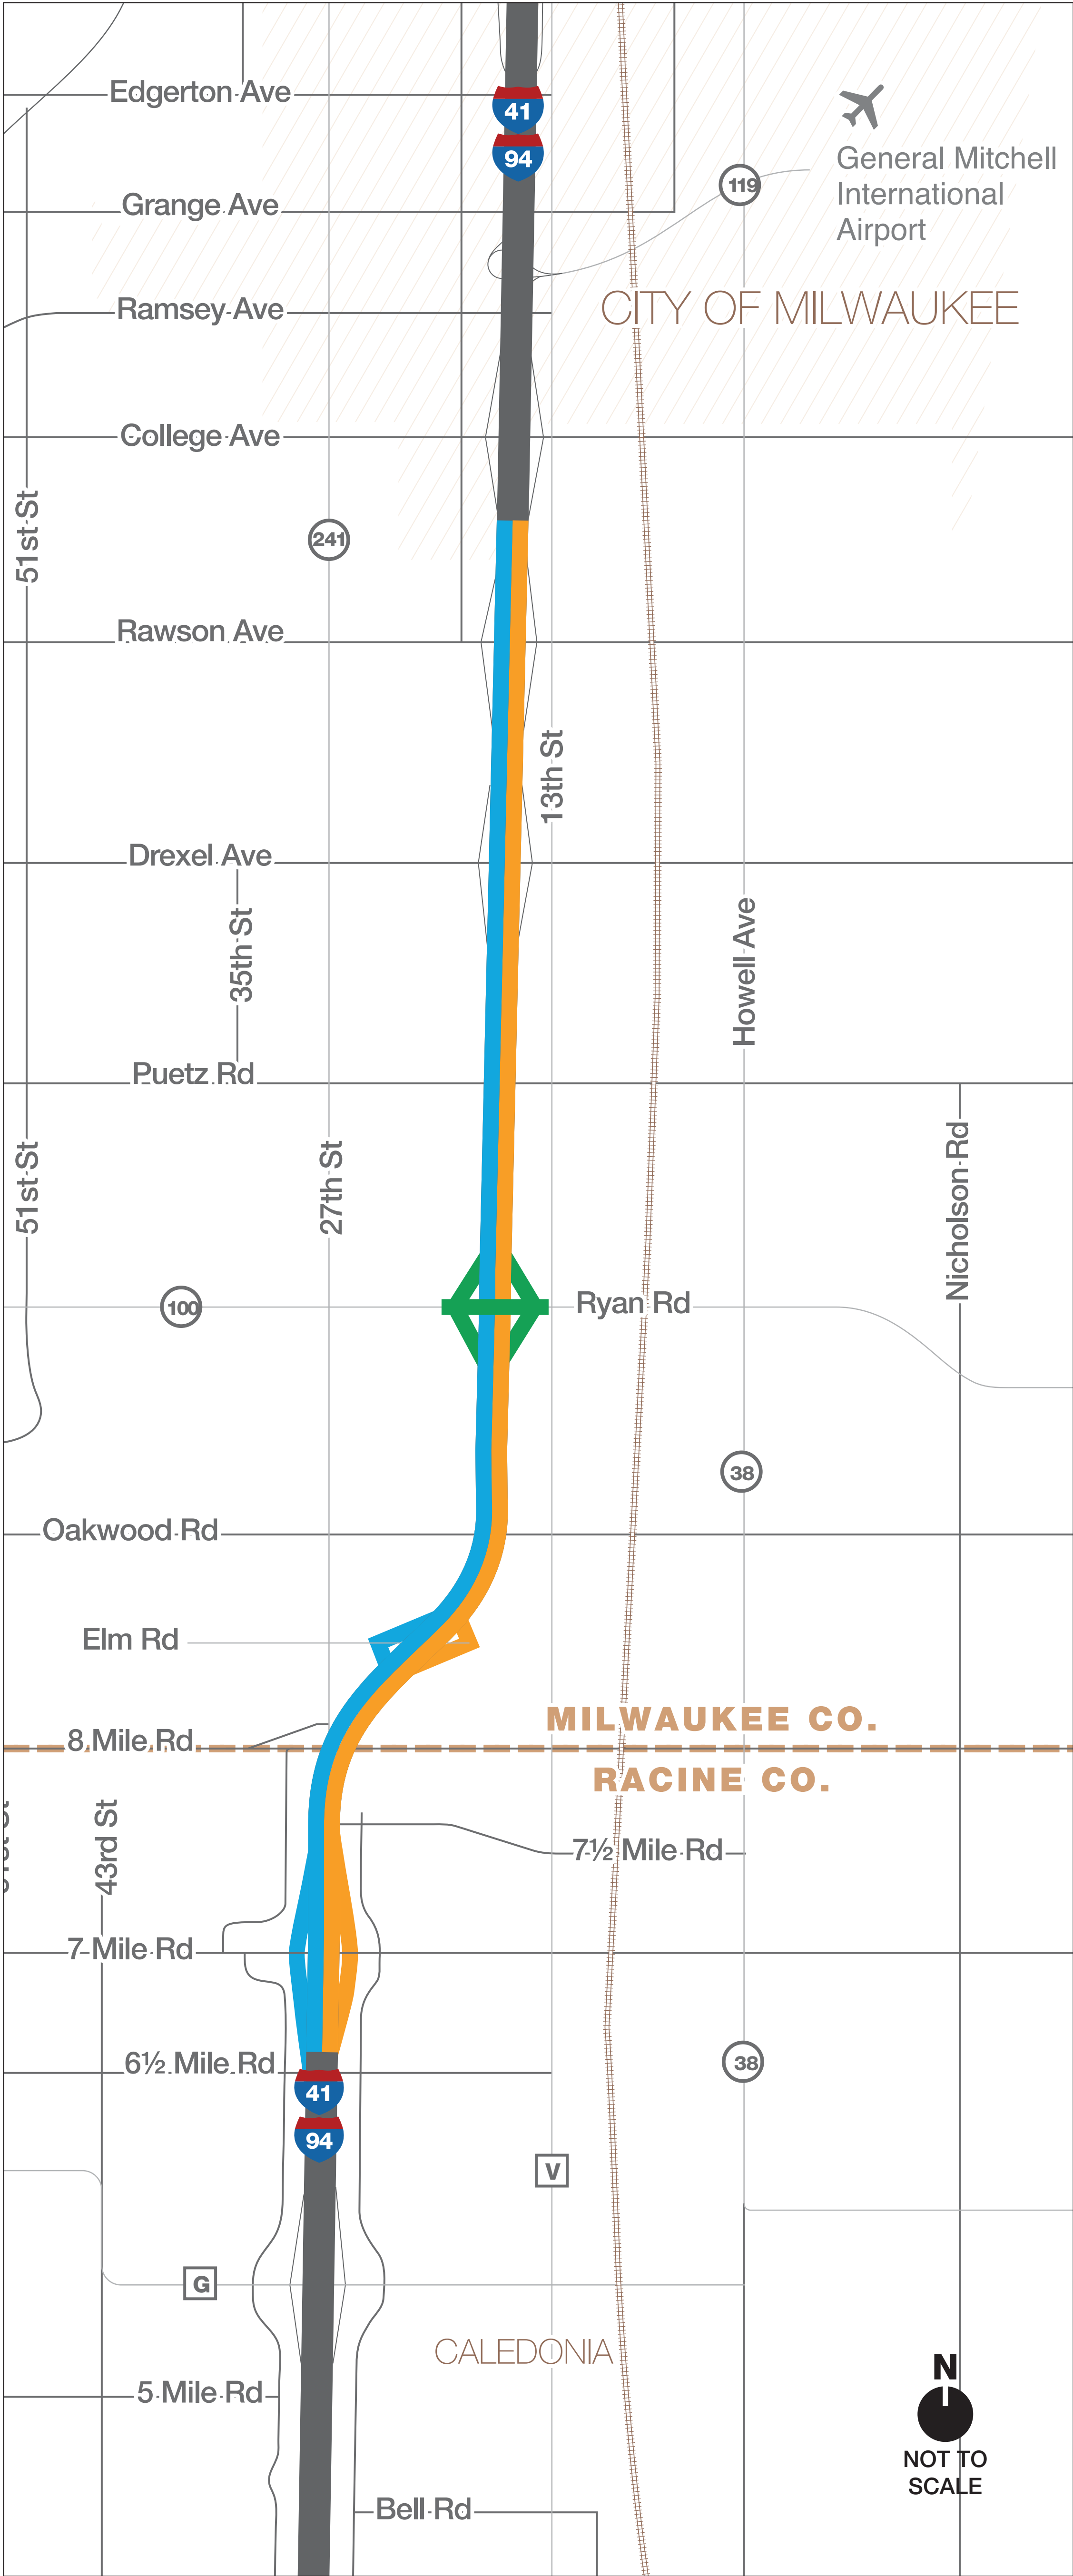 Edgerton Ave
41
94
119
General Mitchell
International
Airport
Grange Ave
Ramsey Ave
CITY OF MILWAUKEE
College Ave
51st St
241
Rawson Ave
13th St
Drexel Ave
35th St
Howell Ave
Puetz Rd
51st St
27th St
Nicholson Rd
100
Ryan Rd
38
Oakwood Rd
Elm Rd
MILWAUKEE CO.
8 Mile Rd
RACINE CO.
43rd St
7½ Mile Rd
7 Mile Rd
6½ Mile Rd
38
41
94
V
G
CALEDONIA
N
5 Mile Rd
NOT TO
SCALE
Bell Rd